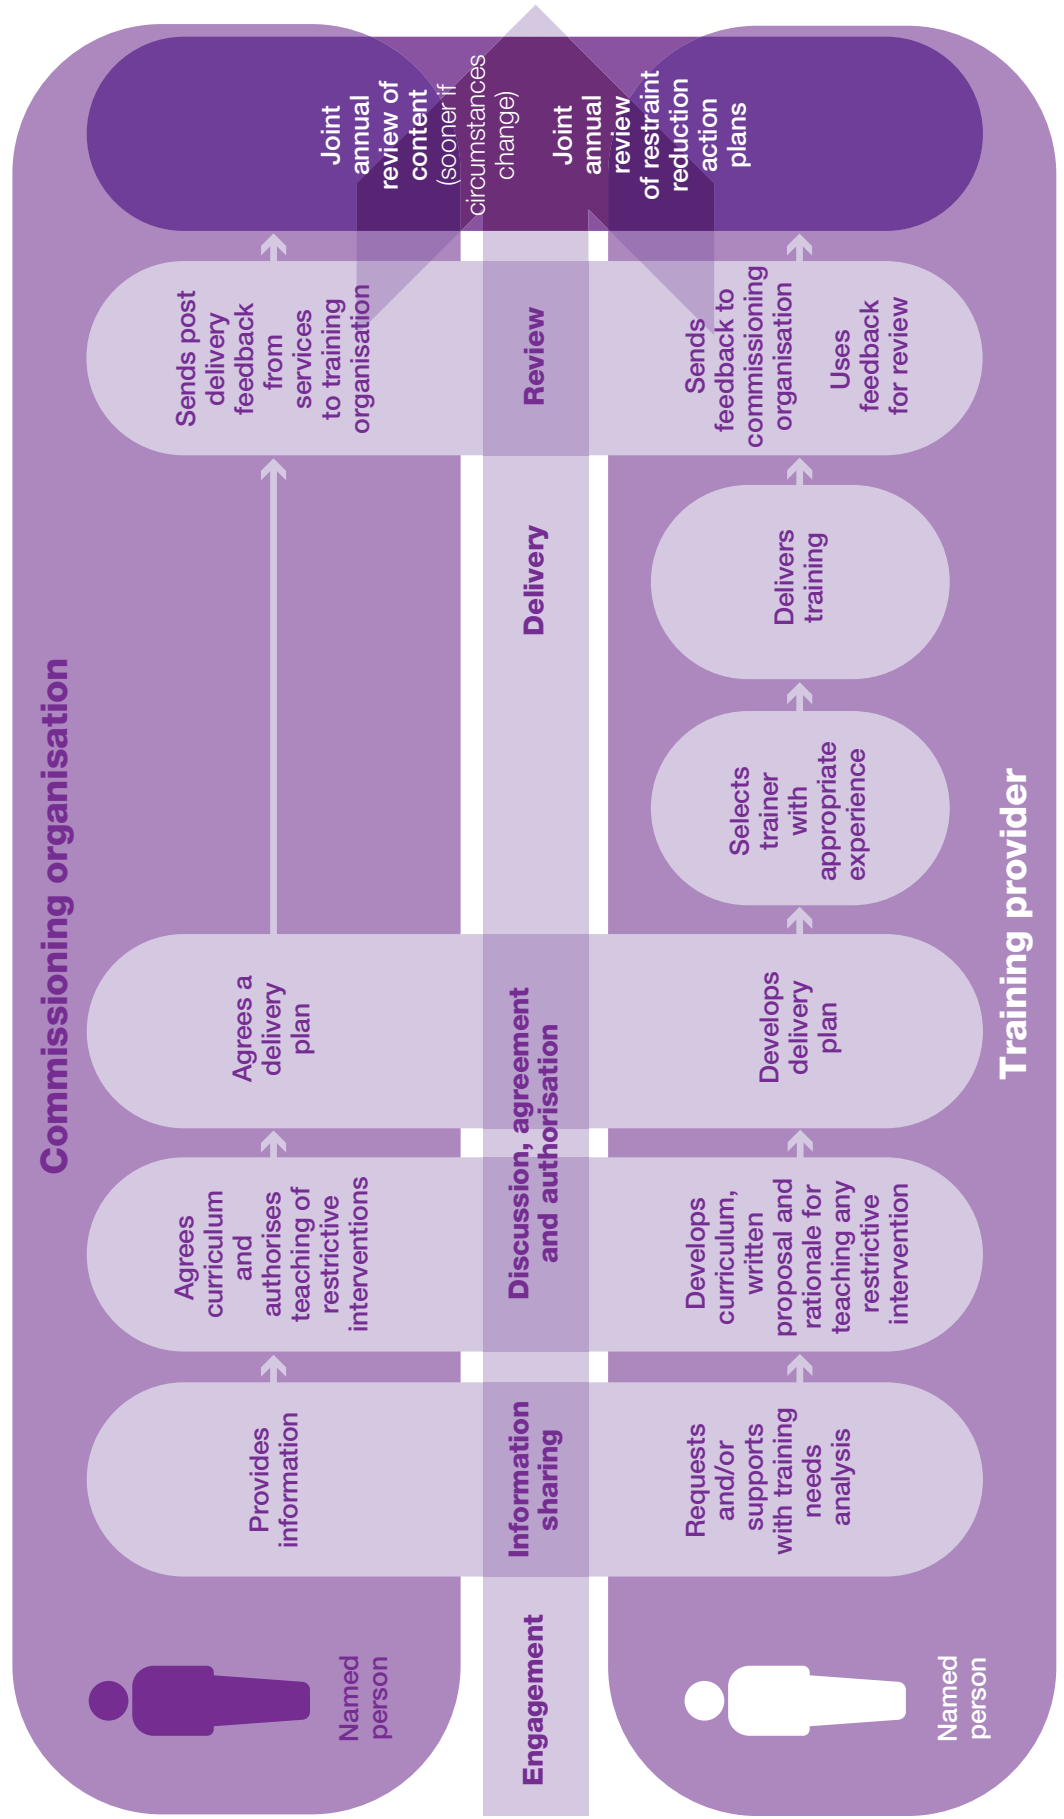 Commissioning organisation
Named
person
Provides
information
Agrees
curriculum
and
authorises
teaching of
restrictive
interventions
Agrees a
delivery
plan
Sends post
delivery
feedback
from
services
to training
organisation
Joint
annual
review of
content
(sooner if
circumstances
change)
Joint
annual
review
of restraint
reduction
action
plans
Engagement
Information
sharing
Discussion, agreement
and authorisation
Delivery
Review
Named
person
Requests
and/or
supports
with training
needs
analysis
Develops
curriculum,
written
proposal and
rationale for
teaching any
restrictive
intervention
Develops
delivery
plan
Selects
trainer
with
appropriate
experience
Delivers
training
Sends
feedback to
commissioning
organisation
Uses
feedback
for review
Training provider